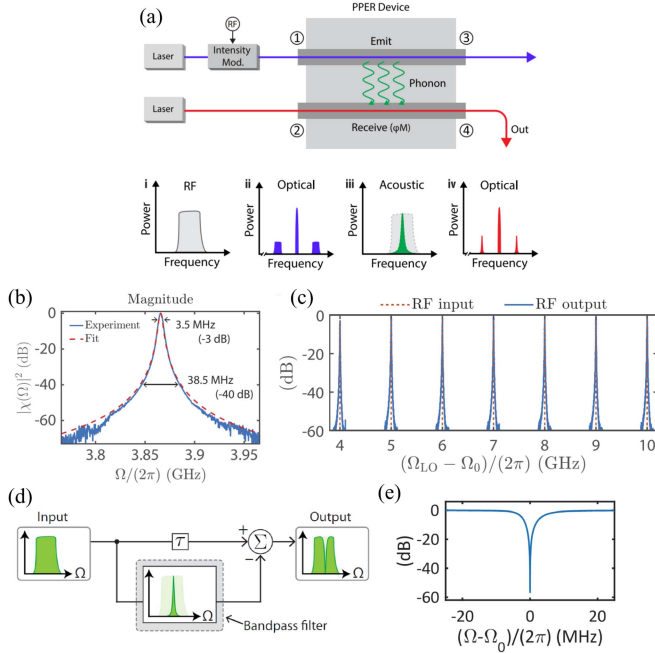 (a)
PPER Device
RF
Laser
Intensity
Mod.
①
Emit
③
Phonon
Laser
②
Receive (φM)
④
Out
i
RF
Power
Frequency
ii
Optical
Power
Frequency
iii
Acoustic
Power
Frequency
iv
Optical
Power
Frequency
(b)
Magnitude
|χ(Ω)|² (dB)
0
-20
-40
-60
Experiment
Fit
3.5 MHz
(-3 dB)
38.5 MHz
(-40 dB)
3.8 3.85 3.9 3.95
Ω/(2π) (GHz)
(c)
RF input RF output
(dB)
0
-20
-40
-60
4 5 6 7 8 9 10
(Ω_LO − Ω₀)/(2π) (GHz)
(d)
Input
Ω
τ
+
Σ
−
Output
Ω
Ω
Bandpass filter
(e)
(dB)
0
-20
-40
-60
-20 0 20
(Ω-Ω₀)/(2π) (MHz)